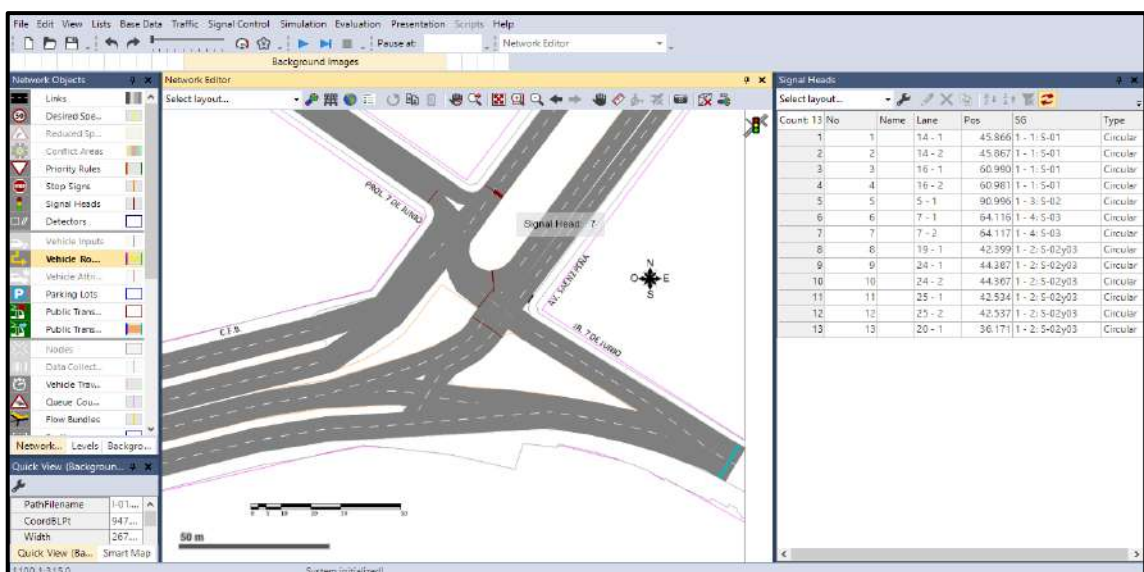 File Edit View Lists Base Data Traffic Signal Control Simulation Evaluation Presentation Scripts Help
Pause at: Network Editor
Background Images
Network Objects
Links
Desired Spe...
Reduced Sp...
Conflict Areas
Priority Rules
Stop Signs
Signal Heads
Detectors
Vehicle Inputs
Vehicle Ro...
Vehicle Attri...
Parking Lots
Public Trans...
Public Trans...
Nodes
Data Collect...
Vehicle Trav...
Queue Cou...
Flow Bundles
Network... Levels Backgro...
Quick View (Backgroun...
PathFilename I-01...
CoordBLPt 947...
Width 267...
Quick View (Ba... Smart Map
Network Editor
Select layout...
PROL. 7 DE JUNIO
Signal Head: 7
AV. SAENZ PEÑA
N
O E
S
C.F.B.
JR. 7 DE JUNIO
50 m
System initialized!
Signal Heads
Select layout...
Count: 13 No Name Lane Pos SG Type
1 1 14 - 1 45.866 1 - 1: S-01 Circular
2 2 14 - 2 45.867 1 - 1: S-01 Circular
3 3 16 - 1 60.990 1 - 1: S-01 Circular
4 4 16 - 2 60.981 1 - 1: S-01 Circular
5 5 5 - 1 90.996 1 - 3: S-02 Circular
6 6 7 - 1 64.116 1 - 4: S-03 Circular
7 7 7 - 2 64.117 1 - 4: S-03 Circular
8 8 19 - 1 42.399 1 - 2: S-02y03 Circular
9 9 24 - 1 44.387 1 - 2: S-02y03 Circular
10 10 24 - 2 44.367 1 - 2: S-02y03 Circular
11 11 25 - 1 42.534 1 - 2: S-02y03 Circular
12 12 25 - 2 42.537 1 - 2: S-02y03 Circular
13 13 20 - 1 36.171 1 - 2: S-02y03 Circular